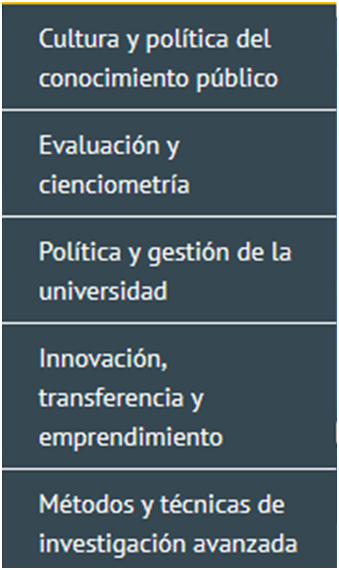 Cultura y política del
conocimiento público
Evaluación y
cienciometría
Política y gestión de la
universidad
Innovación,
transferencia y
emprendimiento
Métodos y técnicas de
investigación avanzada